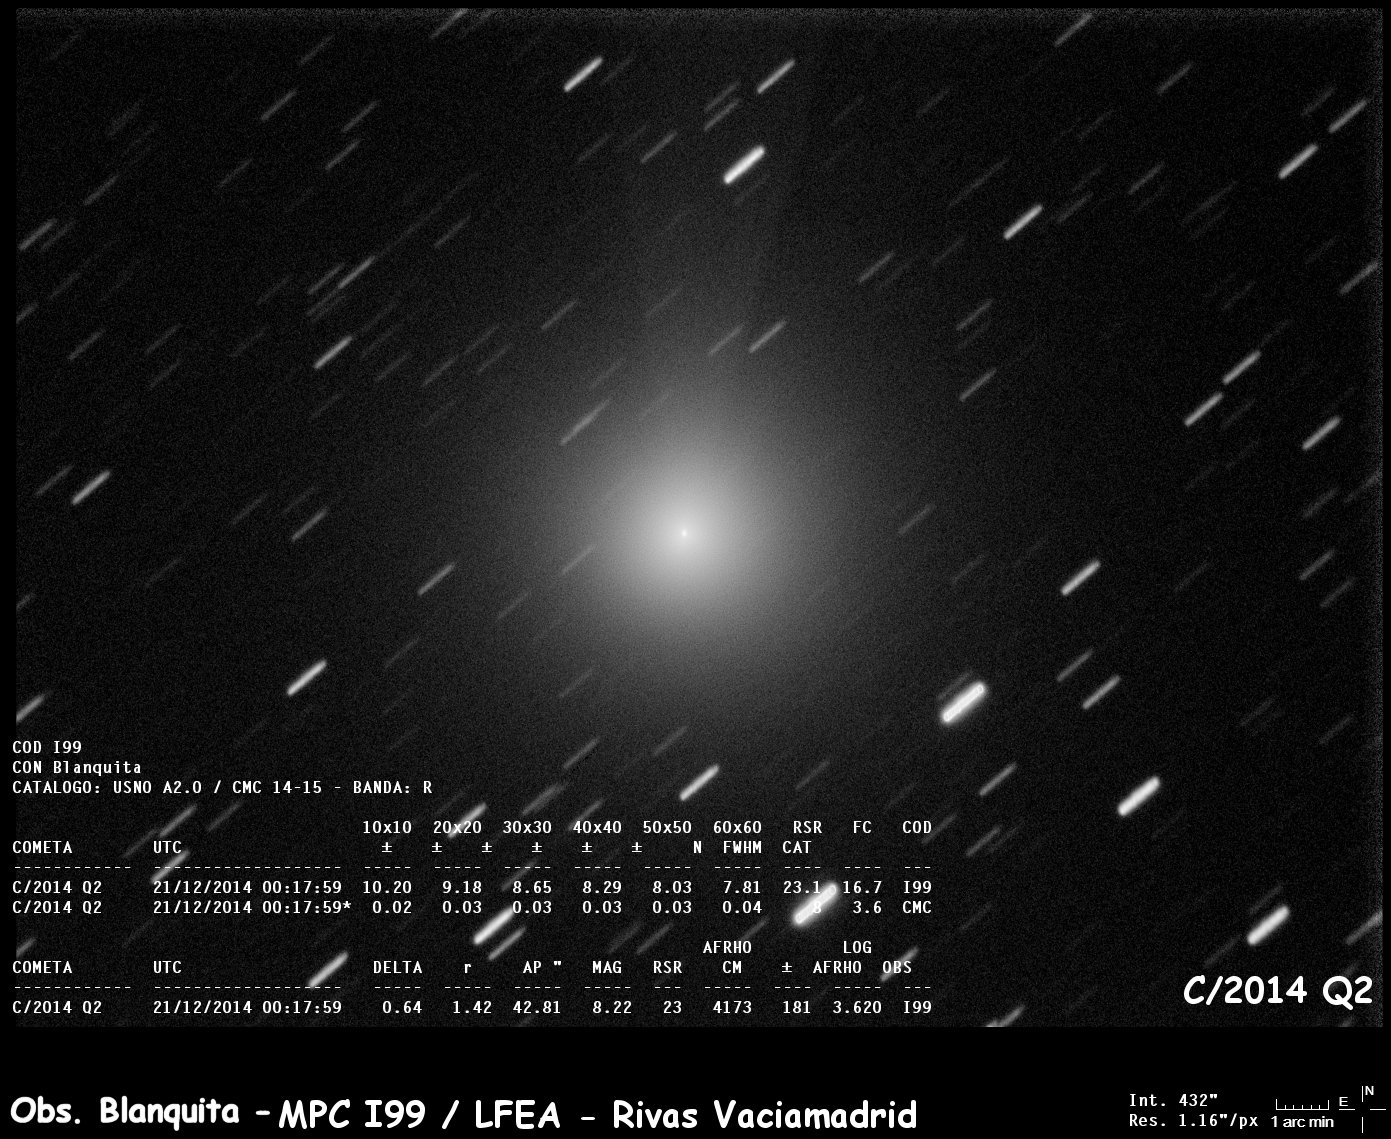 COD I99
CON Blanquita
CATALOGO: USNO A2.0 / CMC 14-15 - BANDA: R
10x10 20x20 30x30 40x40 50x50 60x60 RSR FC COD
COMETA UTC ± ± ± ± ± ± N FWHM CAT
------------ ------------------- ----- ----- ----- ----- ----- ----- ---- ---- ---
C/2014 Q2 21/12/2014 00:17:59 10.20 9.18 8.65 8.29 8.03 7.81 23.1 16.7 I99
C/2014 Q2 21/12/2014 00:17:59* 0.02 0.03 0.03 0.03 0.03 0.04 8 3.6 CMC
AFRHO LOG
COMETA UTC DELTA r AP " MAG RSR CM ± AFRHO OBS
------------ ------------------- ----- ----- ----- ----- --- ----- ---- ----- ---
C/2014 Q2 21/12/2014 00:17:59 0.64 1.42 42.81 8.22 23 4173 181 3.620 I99
C/2014 Q2
Obs. Blanquita - MPC I99 / LFEA - Rivas Vaciamadrid
Int. 432"
Res. 1.16"/px
1 arc min
E
N